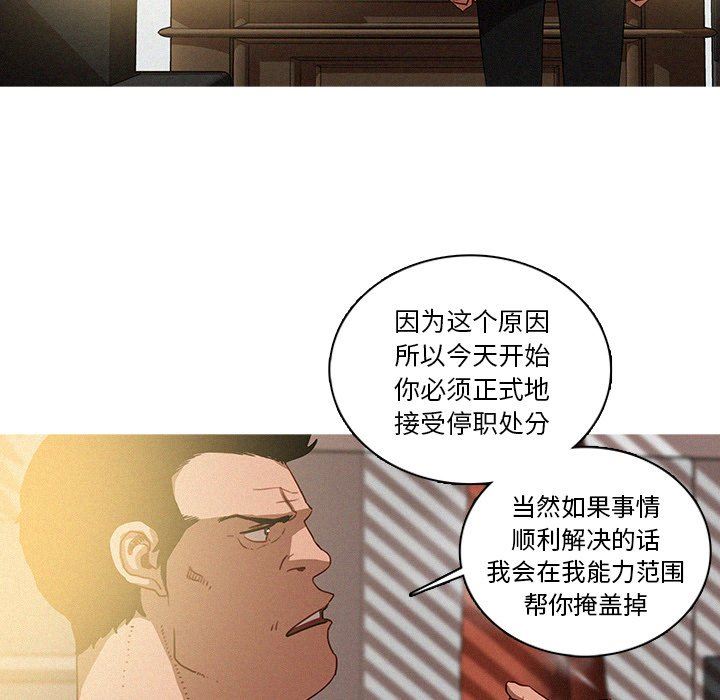 因为这个原因
所以今天开始
你必须正式地
接受停职处分
当然如果事情
顺利解决的话
我会在我能力范围
帮你掩盖掉